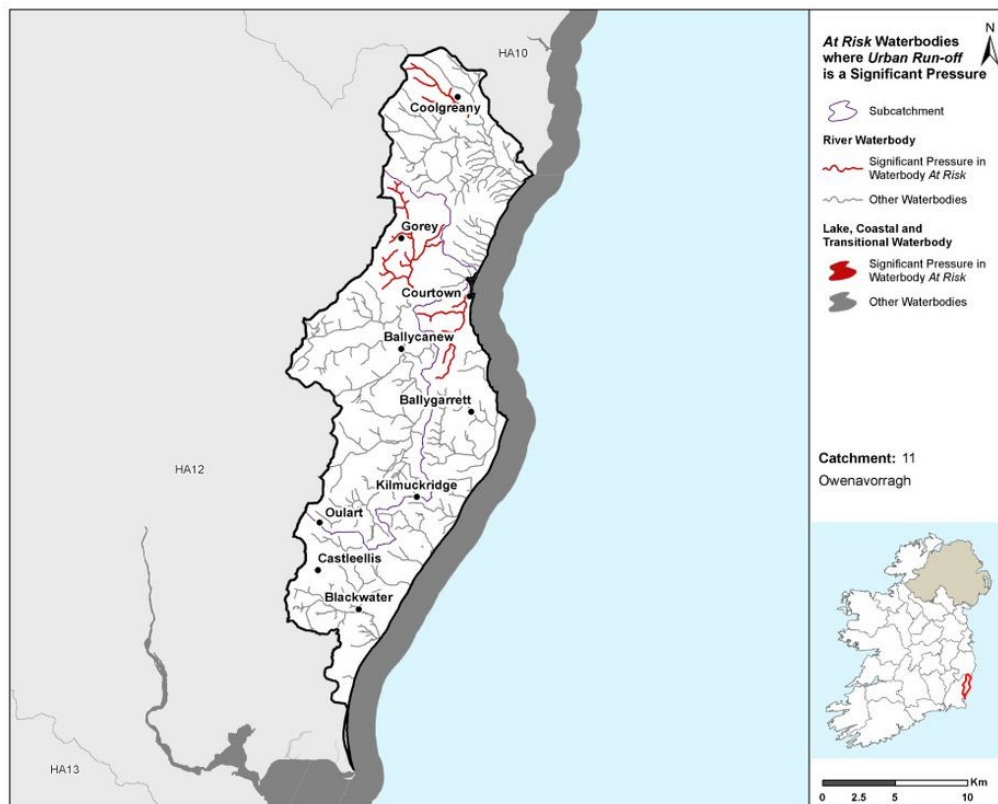 HA10
Coolgreany
Gorey
Courtown
Ballycanew
Ballygarrett
HA12
Kilmuckridge
Oulart
Castleellis
Blackwater
HA13
N
At Risk Waterbodies
where Urban Run-off
is a Significant Pressure
Subcatchment
River Waterbody
Significant Pressure in
Waterbody At Risk
Other Waterbodies
Lake, Coastal and
Transitional Waterbody
Significant Pressure in
Waterbody At Risk
Other Waterbodies
Catchment: 11
Owenavorragh
Km
0 2.5 5 10